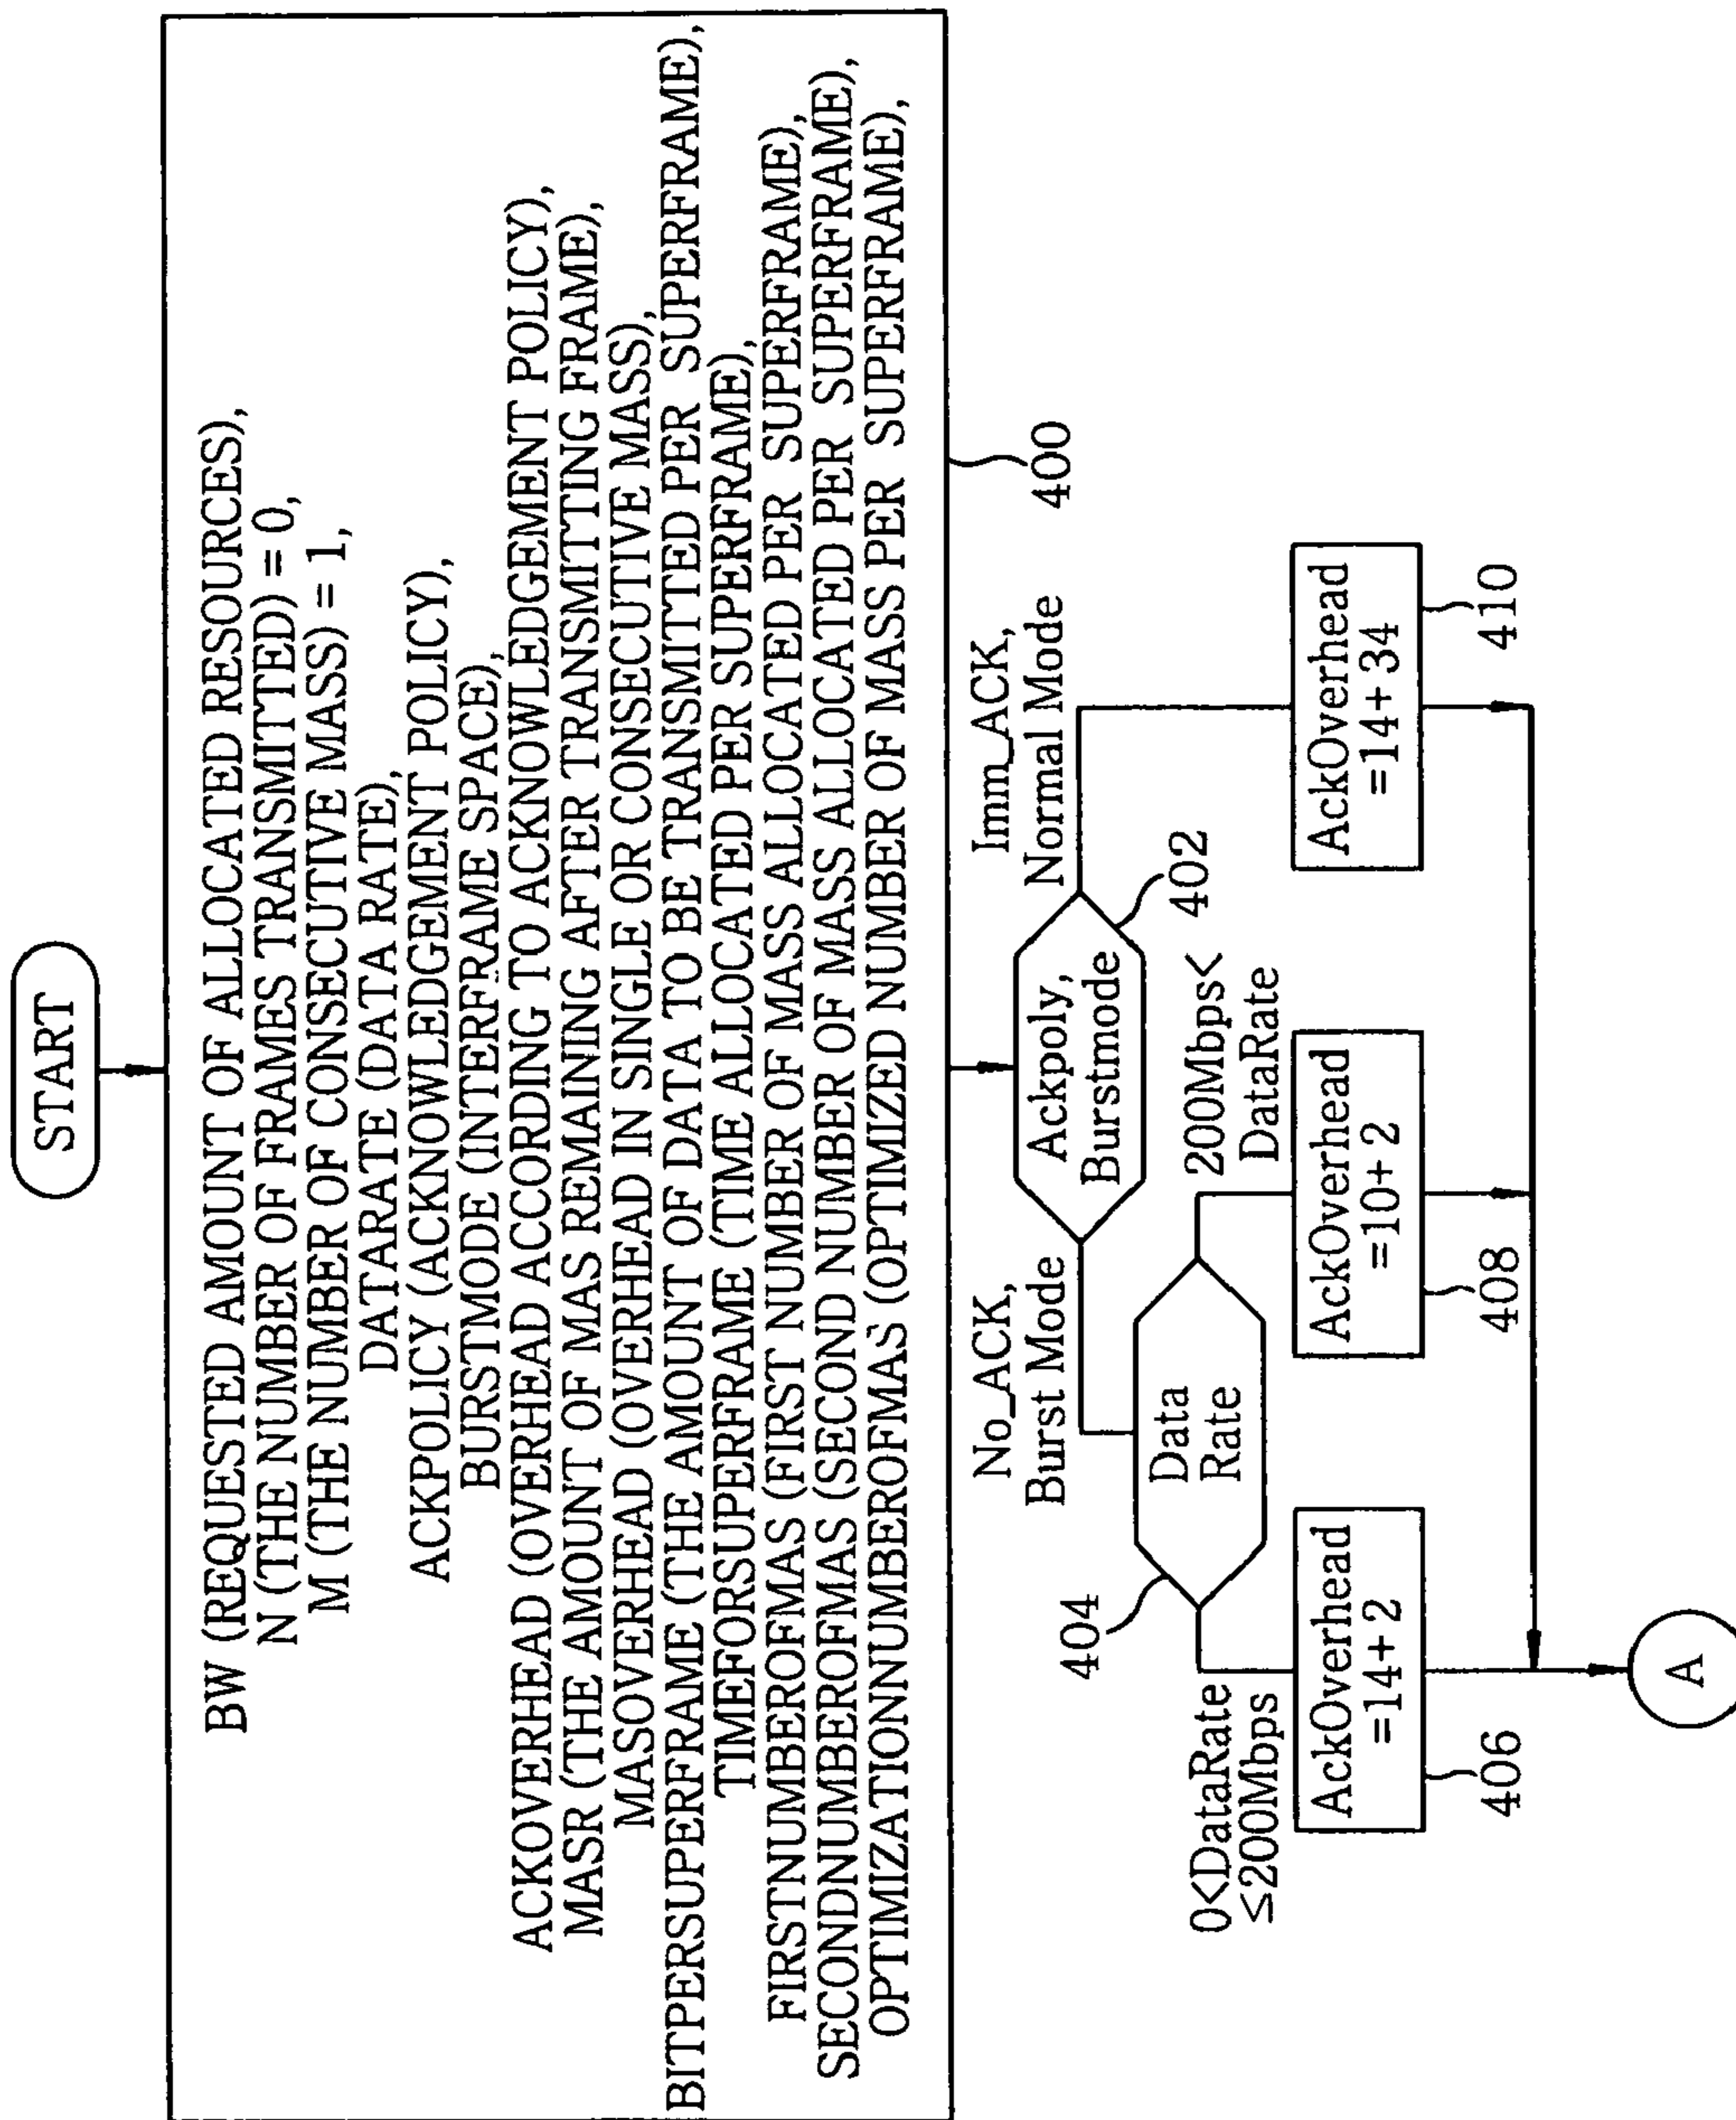 START
BW (REQUESTED AMOUNT OF ALLOCATED RESOURCES),
N (THE NUMBER OF FRAMES TRANSMITTED) = 0,
M (THE NUMBER OF CONSECUTIVE MASS) = 1,
DATARATE (DATA RATE),
ACKPOLICY (ACKNOWLEDGEMENT POLICY),
BURSTMODE (INTERFRAME SPACE),
ACKOVERHEAD (OVERHEAD ACCORDING TO ACKNOWLEDGEMENT POLICY),
MASR (THE AMOUNT OF MAS REMAINING AFTER TRANSMITTING FRAME),
MASOVERHEAD (OVERHEAD IN SINGLE OR CONSECUTIVE MASS),
BITPERSUPERFRAME (THE AMOUNT OF DATA TO BE TRANSMITTED PER SUPERFRAME),
TIMEFORSUPERFRAME (TIME ALLOCATED PER SUPERFRAME),
FIRSTNUMBEROFMAS (FIRST NUMBER OF MASS ALLOCATED PER SUPERFRAME),
SECONDNUMBEROFMAS (SECOND NUMBER OF MASS ALLOCATED PER SUPERFRAME),
OPTIMIZATIONNUMBEROFMAS (OPTIMIZED NUMBER OF MASS PER SUPERFRAME),
400
No_ACK,
Burst Mode
Ackpoly,
Burstmode
402
Imm_ACK,
Normal Mode
404
Data
Rate
0<DataRate
≤200Mbps
200Mbps<
DataRate
AckOverhead
=14+2
406
AckOverhead
=10+2
408
AckOverhead
=14+34
410
A